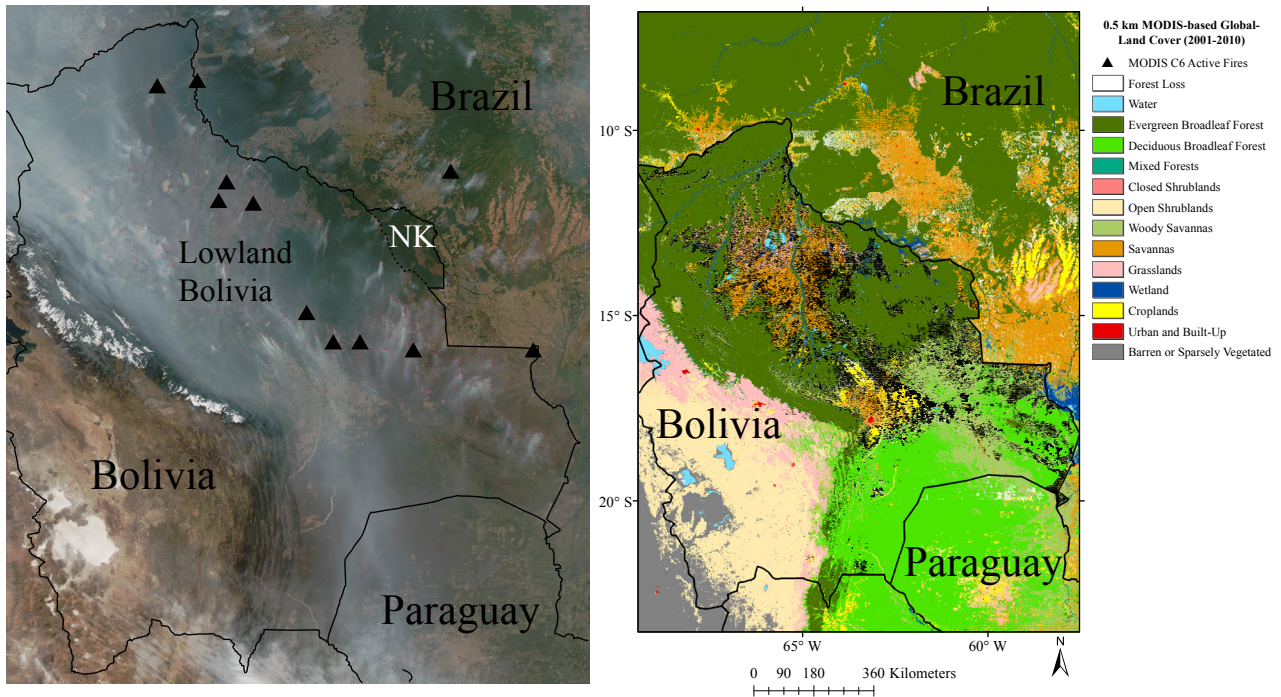 Brazil
NK
Lowland
Bolivia
Bolivia
Paraguay
10° S
15° S
20° S
Brazil
Bolivia
Paraguay
65° W
60° W
N
0 90 180 360 Kilometers
0.5 km MODIS-based Global-
Land Cover (2001-2010)
MODIS C6 Active Fires
Forest Loss
Water
Evergreen Broadleaf Forest
Deciduous Broadleaf Forest
Mixed Forests
Closed Shrublands
Open Shrublands
Woody Savannas
Savannas
Grasslands
Wetland
Croplands
Urban and Built-Up
Barren or Sparsely Vegetated